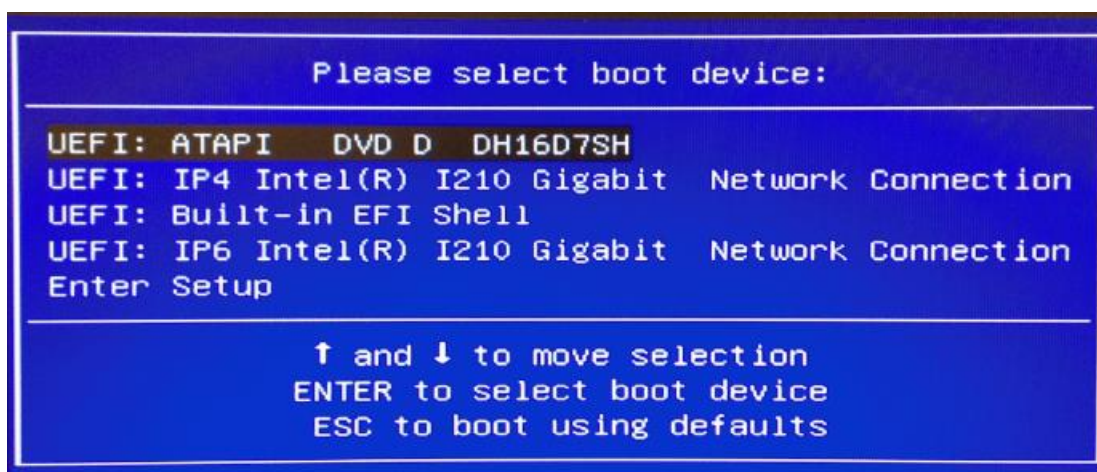 Please select boot device:
UEFI: ATAPI DVD D DH16D7SH
UEFI: IP4 Intel(R) I210 Gigabit Network Connection
UEFI: Built-in EFI Shell
UEFI: IP6 Intel(R) I210 Gigabit Network Connection
Enter Setup
↑ and ↓ to move selection
ENTER to select boot device
ESC to boot using defaults